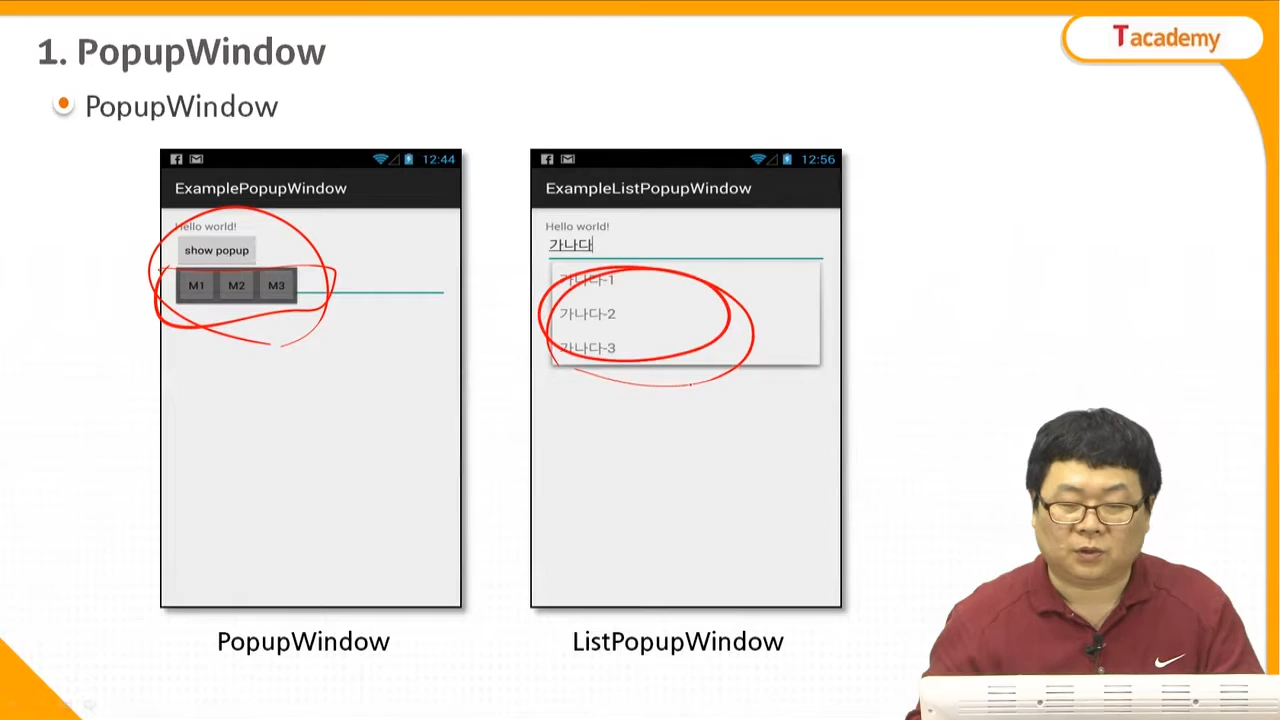 1. PopupWindow
Tacademy
PopupWindow
12:44
ExamplePopupWindow
Hello world!
show popup
M1 M2 M3
PopupWindow
12:56
ExampleListPopupWindow
Hello world!
가나다
가나다-1
가나다-2
가나다-3
ListPopupWindow